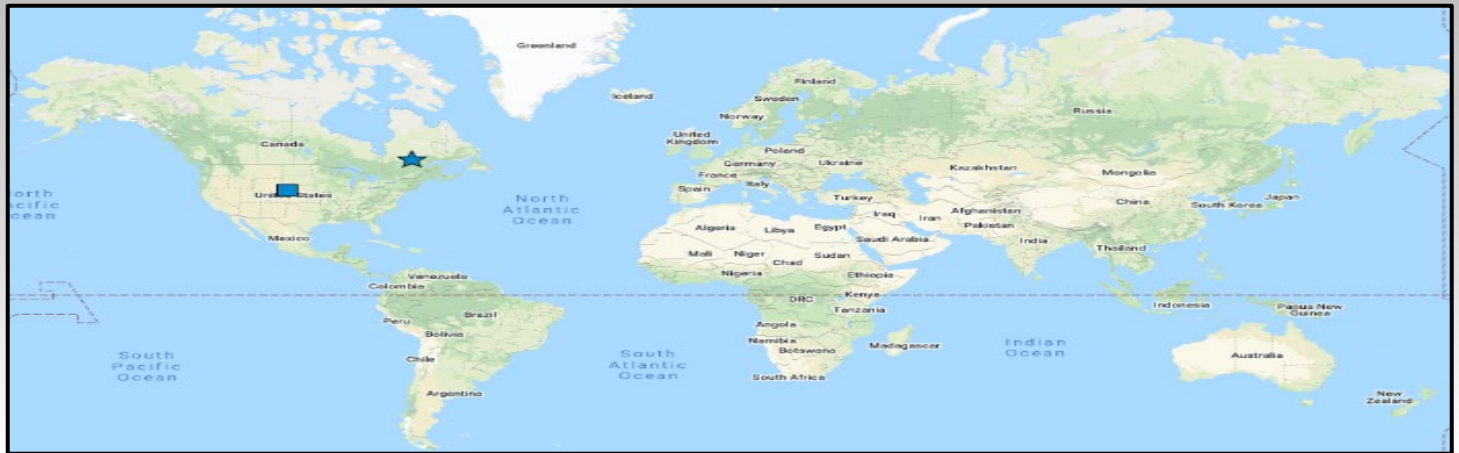 Greenland
Finland
Iceland
Sweden
Russia
Norway
United
Kingdom
Canada
Poland
Germany
Ukraine
Kazakhstan
France
Mongolia
Italy
Spain
United States
Turkey
China
Japan
South Korea
North
Atlantic
Ocean
Iraq
Iran
Afghanistan
Pakistan
Algeria
Libya
Egypt
Saudi Arabia
India
Mexico
Mali
Niger
Chad
Sudan
Thailand
Nigeria
Ethiopia
Venezuela
Colombia
DRC
Kenya
Tanzania
Indonesia
Papua New
Guinea
Peru
Brazil
Bolivia
Angola
Namibia
Botswana
Madagascar
Indian
Ocean
South
Pacific
Ocean
Chile
South
Atlantic
Ocean
Australia
South Africa
Argentina
New
Zealand